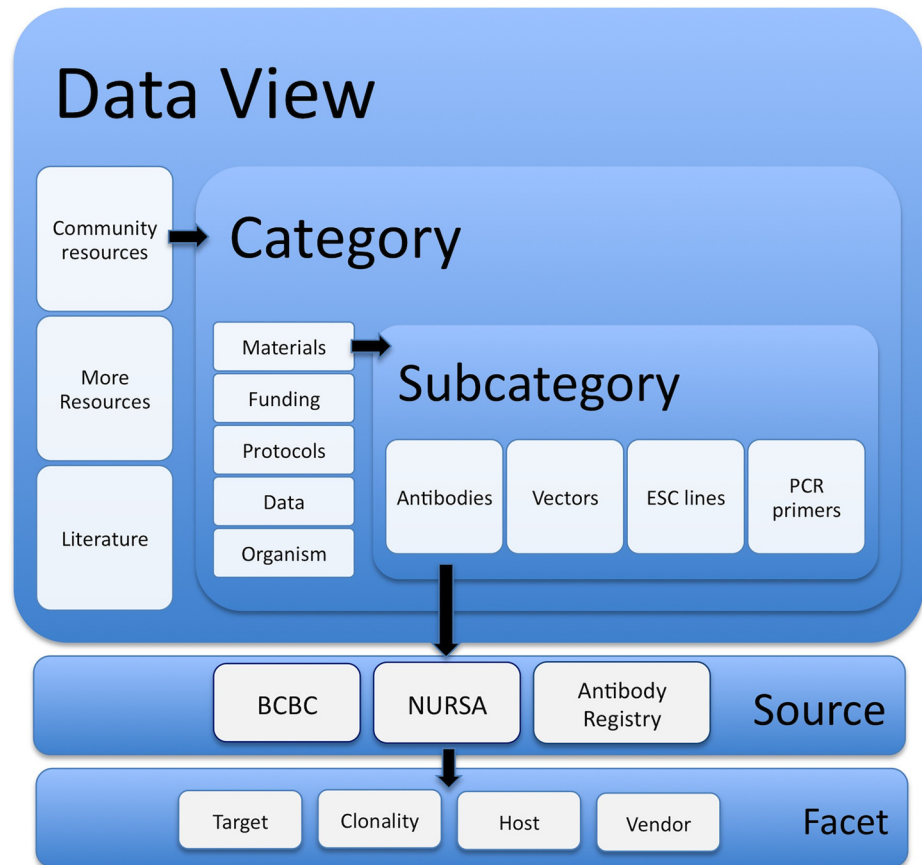 Data View
Community
resources
More
Resources
Literature
Category
Materials
Funding
Protocols
Data
Organism
Subcategory
Antibodies
Vectors
ESC lines
PCR
primers
BCBC
NURSA
Antibody
Registry
Source
Target
Clonality
Host
Vendor
Facet